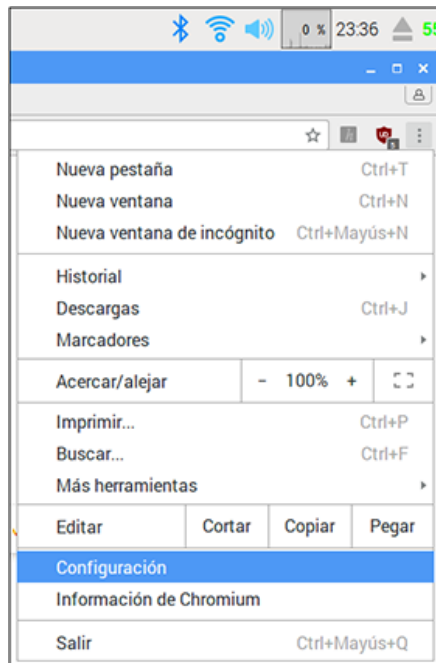 0 % 23:36 55
Nueva pestaña Ctrl+T
Nueva ventana Ctrl+N
Nueva ventana de incógnito Ctrl+Mayús+N
Historial
Descargas Ctrl+J
Marcadores
Acercar/alejar - 100% +
Imprimir... Ctrl+P
Buscar... Ctrl+F
Más herramientas
Editar Cortar Copiar Pegar
Configuración
Información de Chromium
Salir Ctrl+Mayús+Q